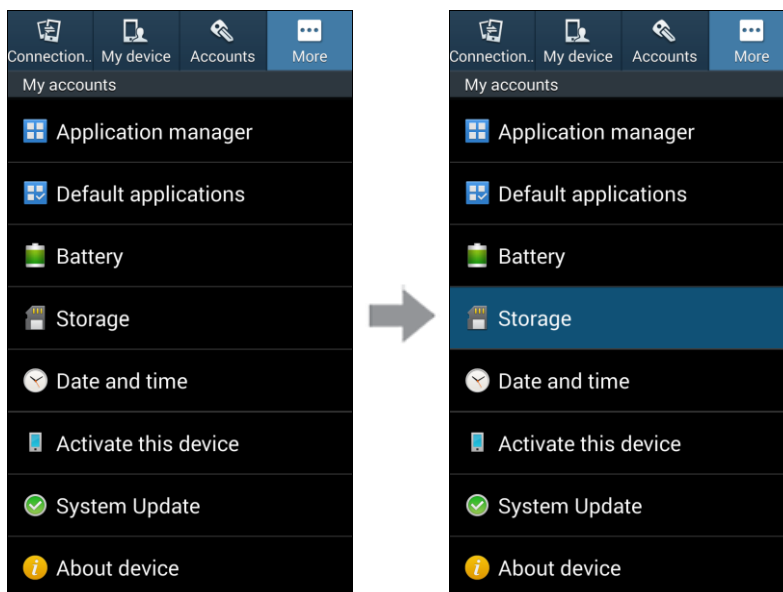 Connection.. My device Accounts More
My accounts
Application manager
Default applications
Battery
Storage
Date and time
Activate this device
System Update
About device
Connection.. My device Accounts More
My accounts
Application manager
Default applications
Battery
Storage
Date and time
Activate this device
System Update
About device